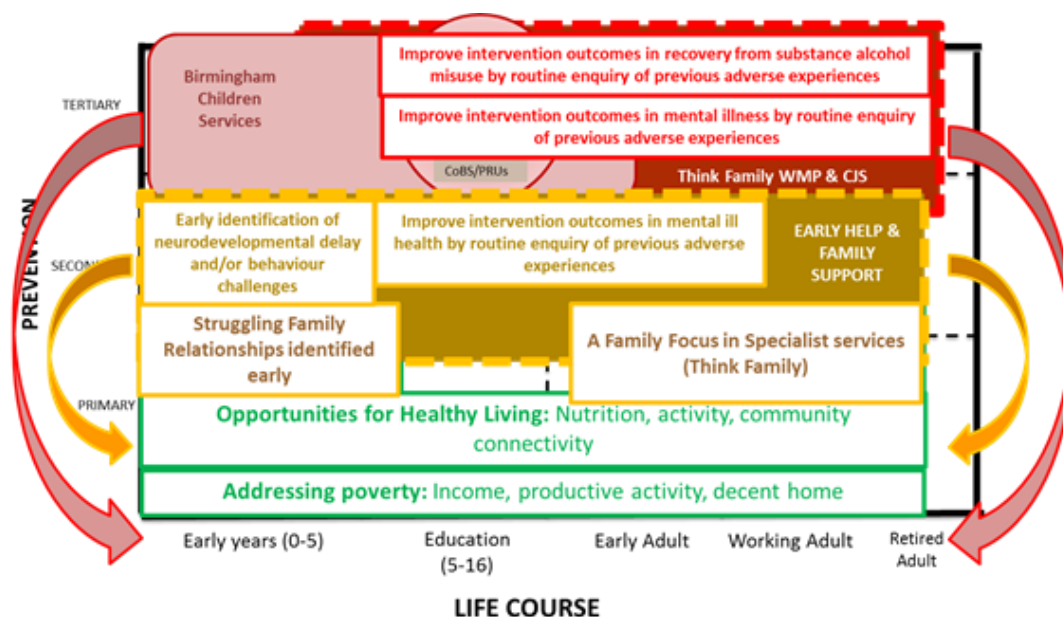 Improve intervention outcomes in recovery from substance alcohol
misuse by routine enquiry of previous adverse experiences
Birmingham
Children
Services
TERTIARY
Improve intervention outcomes in mental illness by routine enquiry
of previous adverse experiences
CoBS/PRUs
Think Family WMP & CJS
PREVENTION
Early identification of
neurodevelopmental delay
and/or behaviour
challenges
Improve intervention outcomes in mental ill
health by routine enquiry of previous adverse
experiences
EARLY HELP &
FAMILY
SUPPORT
Struggling Family
Relationships identified
early
A Family Focus in Specialist services
(Think Family)
PRIMARY
Opportunities for Healthy Living: Nutrition, activity, community
connectivity
Addressing poverty: Income, productive activity, decent home
Early years (0-5)
Education
(5-16)
Early Adult
Working Adult
Retired
Adult
LIFE COURSE